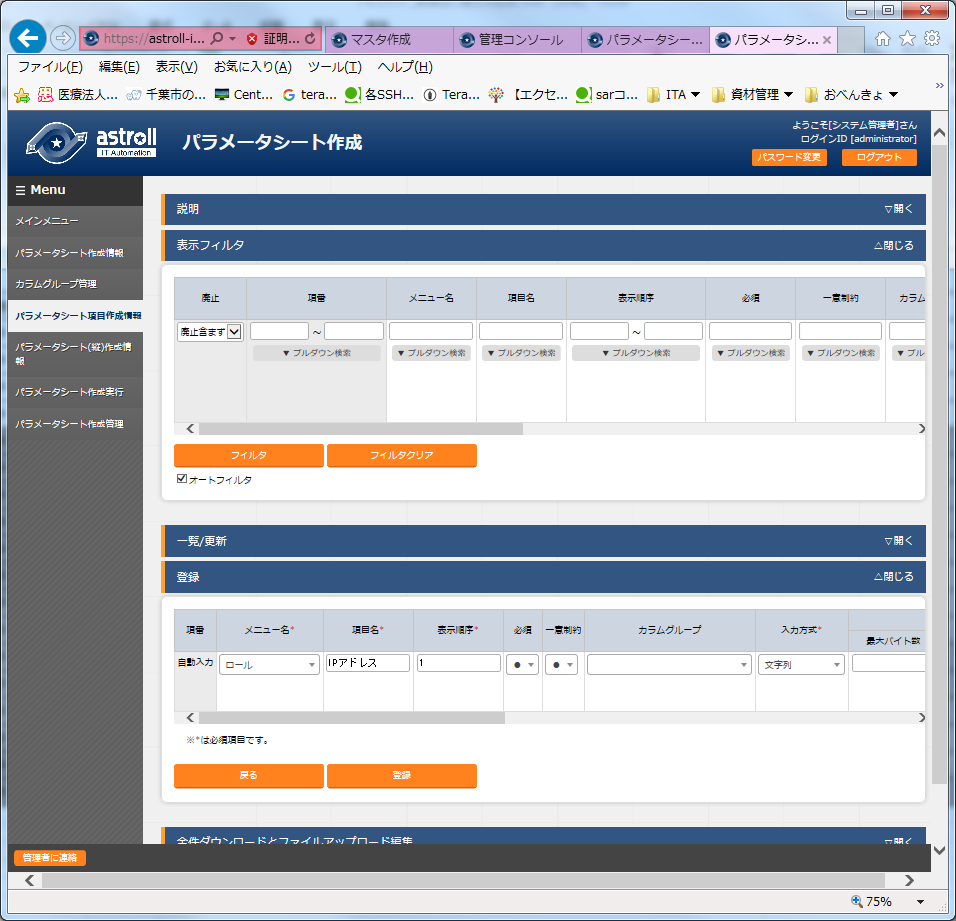 https://astroll-i...
証明...
マスタ作成
管理コンソール
パラメータシー...
パラメータシ...
ファイル(F) 編集(E) 表示(V) お気に入り(A) ツール(T) ヘルプ(H)
医療法人... 千葉市の... Cent... tera... 各SSH... Tera... 【エクセ... sarコ... ITA 資材管理 おべんきょ
astroll
IT Automation
パラメータシート作成
ようこそ[システム管理者]さん
ログインID [administrator]
パスワード変更 ログアウト
☰ Menu
メインメニュー
パラメータシート作成情報
カラムグループ管理
パラメータシート項目作成情報
パラメータシート(縦)作成情
報
パラメータシート作成実行
パラメータシート作成管理
説明 ▽開く
表示フィルタ △閉じる
廃止 項番 メニュー名 項目名 表示順序 必須 一意制約 カラム
廃止含まず ～ ～
▼プルダウン検索 ▼プルダウン検索 ▼プルダウン検索 ▼プルダウン検索 ▼プルダウン検索 ▼プルダウン検索 ▼プル
フィルタ フィルタクリア
オートフィルタ
一覧/更新 ▽開く
登録 △閉じる
項番 メニュー名* 項目名* 表示順序* 必須 一意制約 カラムグループ 入力方式*
最大バイト数
自動入力 ロール IPアドレス 1 ● ● 文字列
※*は必須項目です。
戻る 登録
全件ダウンロードとファイルアップロード編集 ▽開く
管理者に連絡
75%